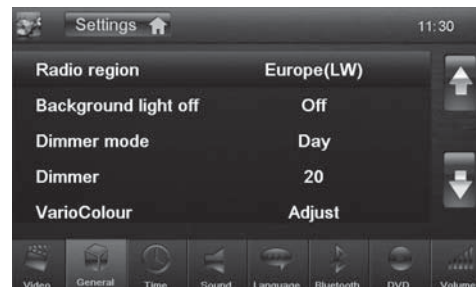 Settings 11:30
Radio region Europe(LW)
Background light off Off
Dimmer mode Day
Dimmer 20
VarioColour Adjust
Video General Time Sound Language Bluetooth DVD Volume